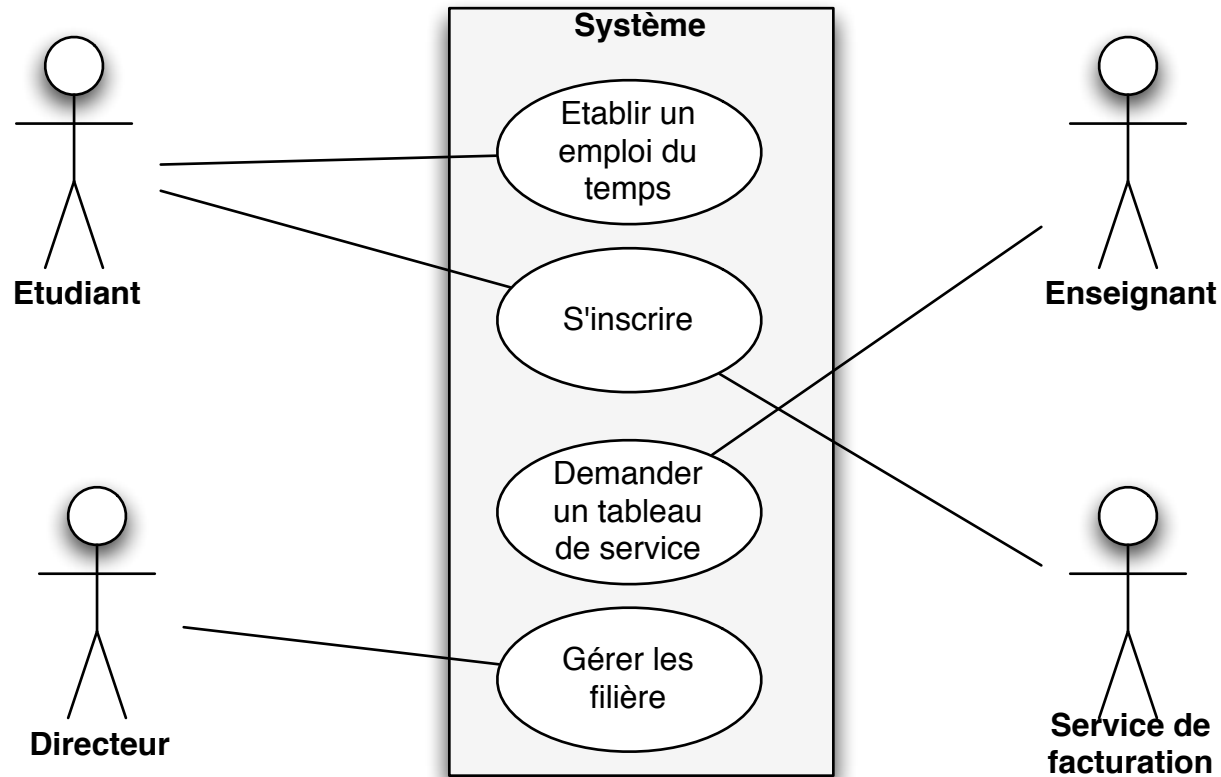 Système
Etablir un
emploi du
temps
Etudiant
S'inscrire
Enseignant
Demander
un tableau
de service
Gérer les
filière
Directeur
Service de
facturation